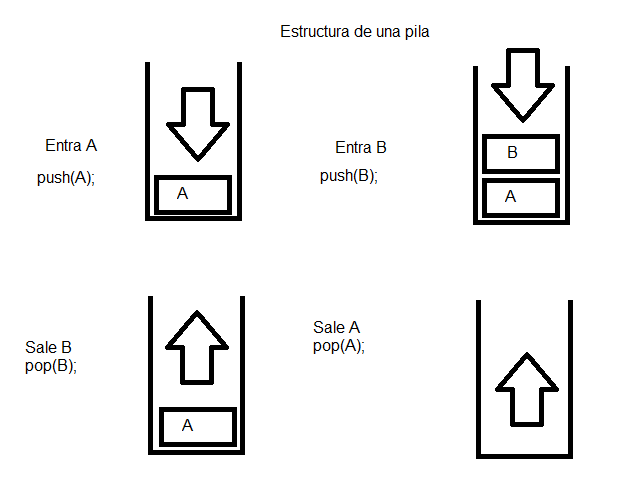 Estructura de una pila
Entra A
push(A);
A
Entra B
push(B);
B
A
Sale B
pop(B);
A
Sale A
pop(A);